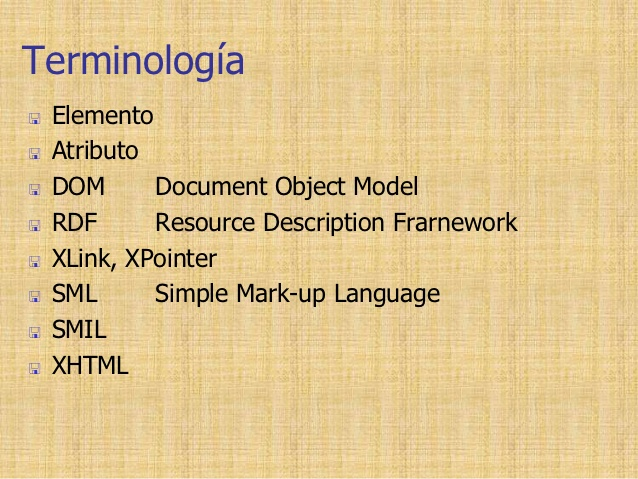 Terminología
Elemento
Atributo
DOM Document Object Model
RDF Resource Description Frarnework
XLink, XPointer
SML Simple Mark-up Language
SMIL
XHTML